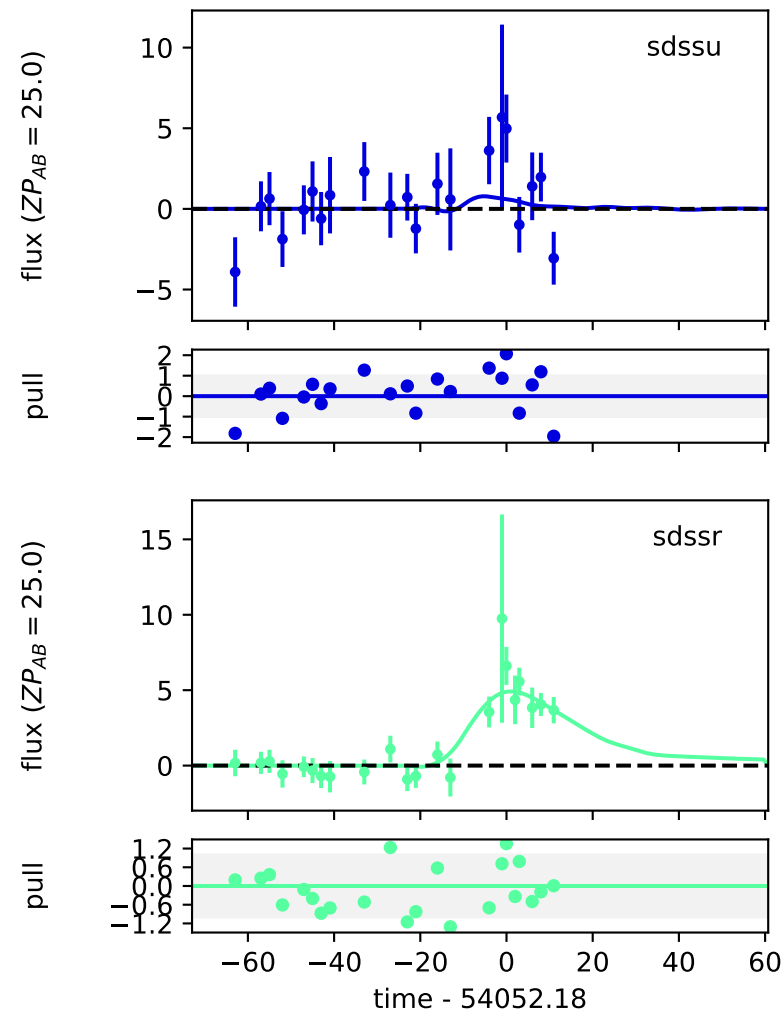 sdssu
flux (ZP_AB = 25.0)
10
5
0
−5
pull
2
1
0
−1
−2
sdssr
flux (ZP_AB = 25.0)
15
10
5
0
pull
1.2
0.6
0.0
−0.6
−1.2
−60 −40 −20 0 20 40 60
time - 54052.18